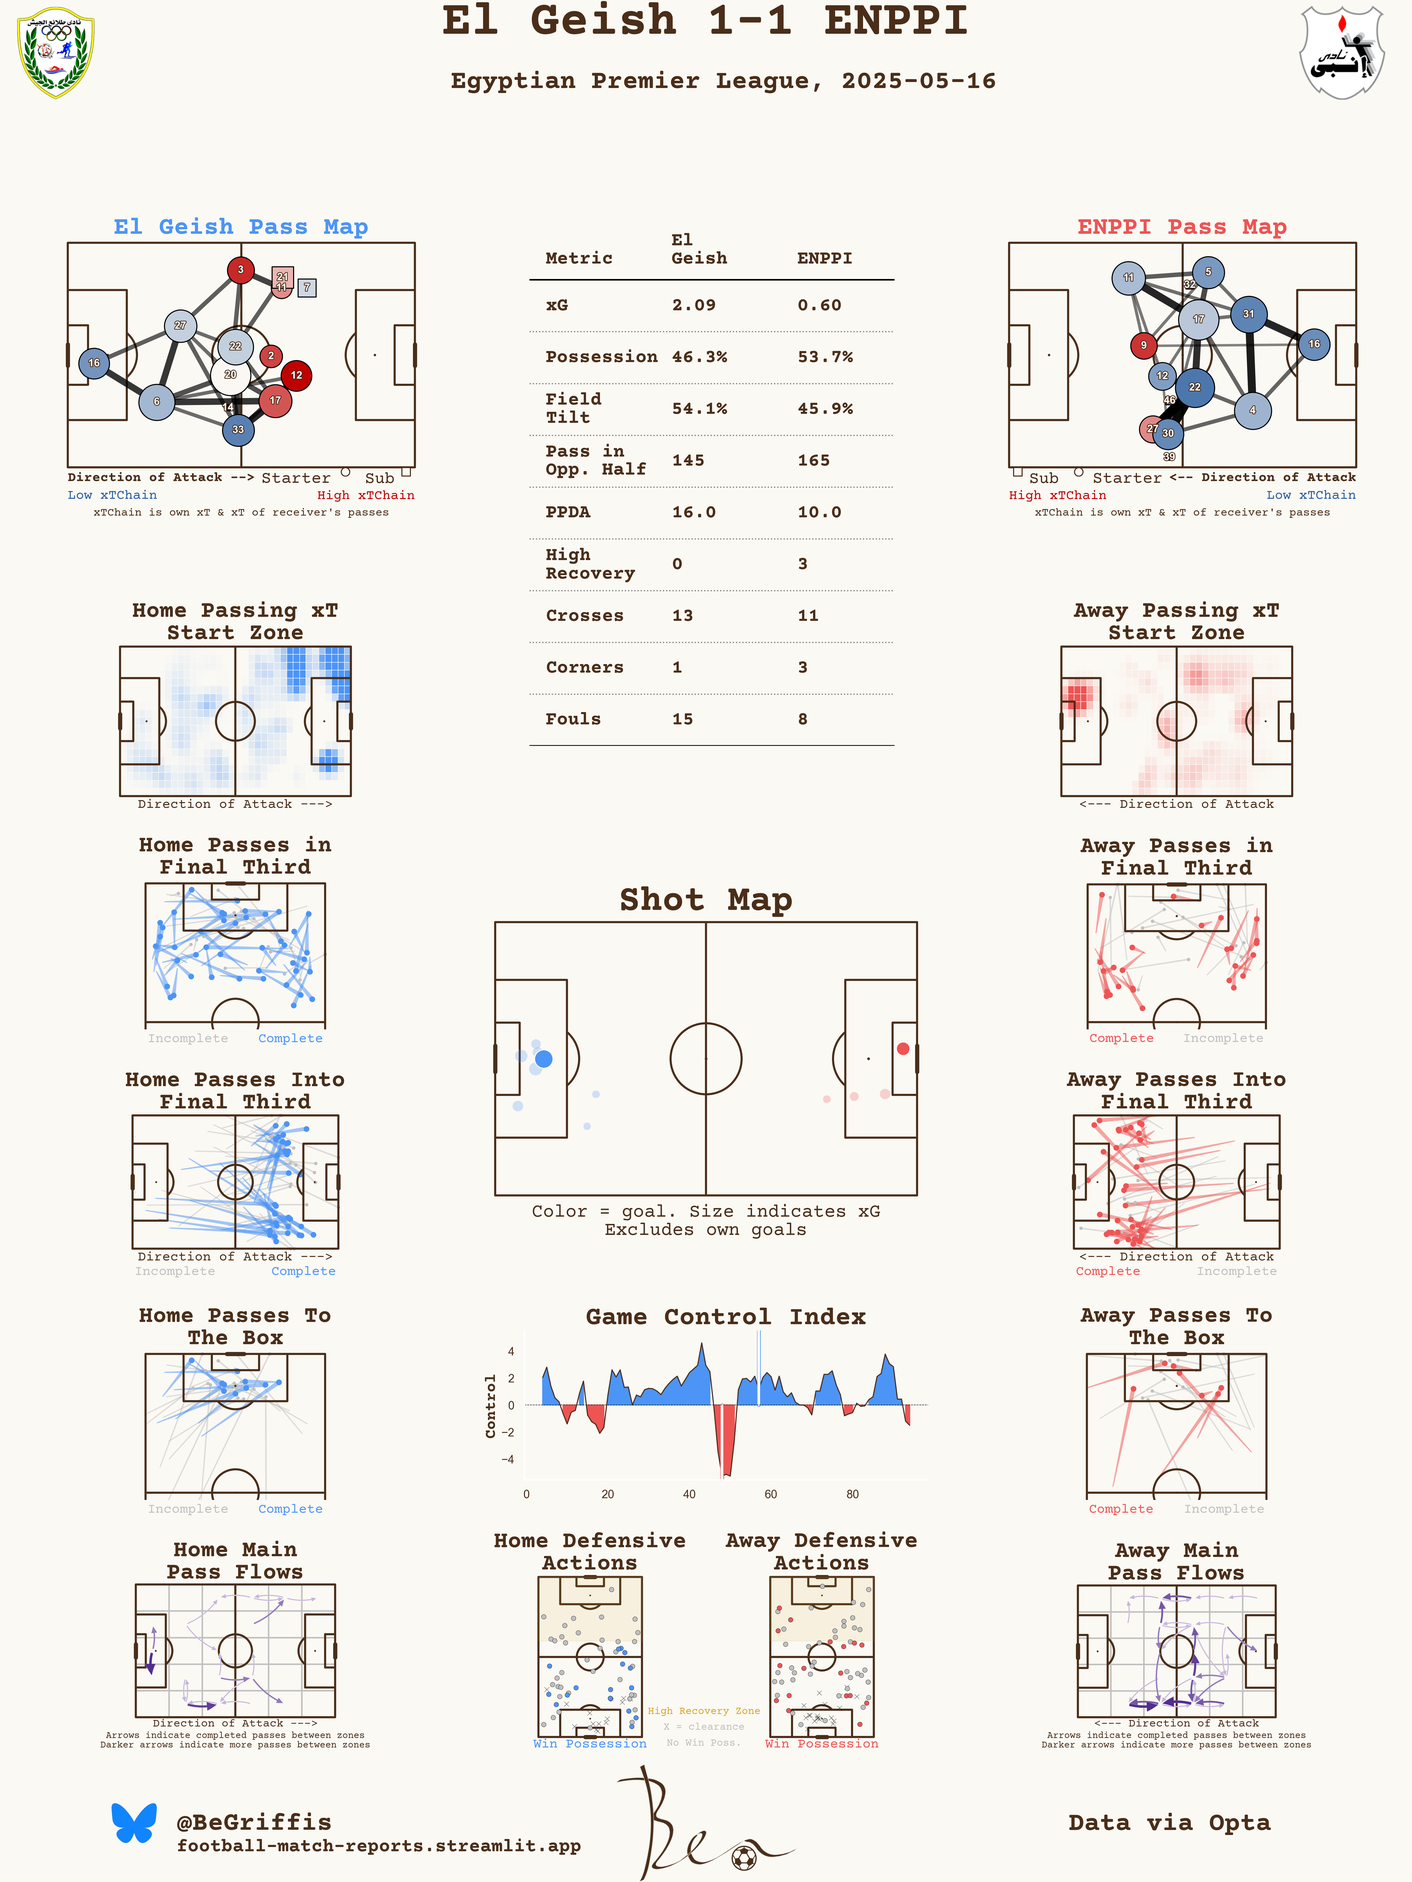 El Geish 1-1 ENPPI
Egyptian Premier League, 2025-05-16
نادى طلائع الجيش
نادى
إنبي
El Geish Pass Map
3
21
11
7
27
22
2
16
20
12
6
14
17
33
Direction of Attack --> Starter Sub
Low xTChain High xTChain
xTChain is own xT & xT of receiver's passes
Metric El Geish ENPPI
xG 2.09 0.60
Possession 46.3% 53.7%
Field Tilt 54.1% 45.9%
Pass in Opp. Half 145 165
PPDA 16.0 10.0
High Recovery 0 3
Crosses 13 11
Corners 1 3
Fouls 15 8
ENPPI Pass Map
11
5
32
17
31
9
16
12
22
46
4
27
30
39
Sub Starter <-- Direction of Attack
High xTChain Low xTChain
xTChain is own xT & xT of receiver's passes
Home Passing xT
Start Zone
Direction of Attack --->
Away Passing xT
Start Zone
<--- Direction of Attack
Home Passes in
Final Third
Incomplete Complete
Away Passes in
Final Third
Complete Incomplete
Shot Map
Color = goal. Size indicates xG
Excludes own goals
Home Passes Into
Final Third
Direction of Attack --->
Incomplete Complete
Away Passes Into
Final Third
<--- Direction of Attack
Complete Incomplete
Home Passes To
The Box
Incomplete Complete
Game Control Index
Control
4
2
0
−2
−4
0 20 40 60 80
Away Passes To
The Box
Complete Incomplete
Home Main
Pass Flows
Direction of Attack --->
Arrows indicate completed passes between zones
Darker arrows indicate more passes between zones
Home Defensive
Actions
Win Possession
Away Defensive
Actions
Win Possession
High Recovery Zone
X = clearance
No Win Poss.
Away Main
Pass Flows
<--- Direction of Attack
Arrows indicate completed passes between zones
Darker arrows indicate more passes between zones
@BeGriffis
football-match-reports.streamlit.app
Ben
Data via Opta